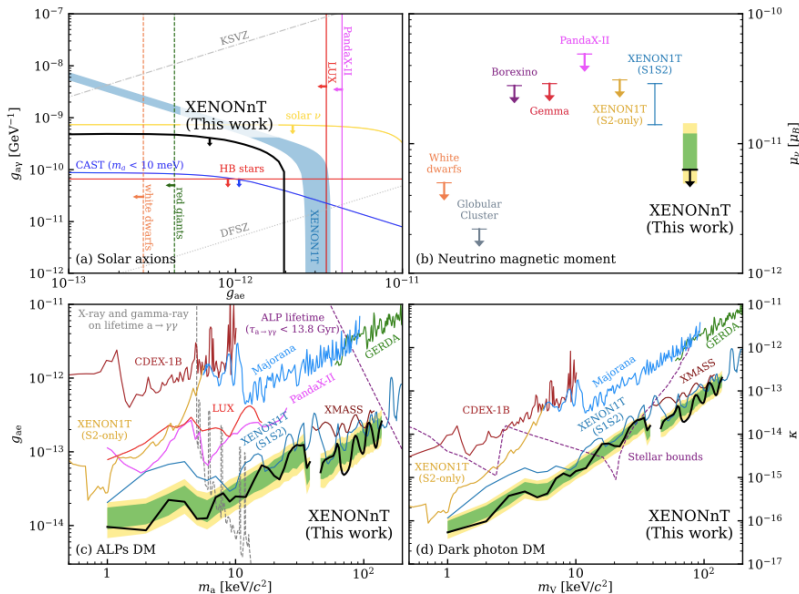 10⁻⁷
10⁻⁸
10⁻⁹
10⁻¹⁰
10⁻¹¹
10⁻¹²
g_aγ [GeV⁻¹]
KSVZ
LUX
PandaX-II
XENONnT
(This work)
solar ν
CAST (m_a < 10 meV)
HB stars
white dwarfs
red giants
XENON1T
DFSZ
(a) Solar axions
10⁻¹³
10⁻¹²
10⁻¹¹
10⁻¹⁰
g_ae
PandaX-II
Borexino
XENON1T
(S1S2)
Gemma
XENON1T
(S2-only)
White
dwarfs
Globular
Cluster
XENONnT
(This work)
(b) Neutrino magnetic moment
10⁻¹⁰
10⁻¹¹
10⁻¹²
μ_ν [μ_B]
10⁻¹¹
10⁻¹²
10⁻¹³
10⁻¹⁴
g_ae
X-ray and gamma-ray
on lifetime a→γγ
ALP lifetime
(τ_a→γγ < 13.8 Gyr)
CDEX-1B
Majorana
GERDA
PandaX-II
XENON1T
(S2-only)
LUX
XENON1T
(S1S2)
XMASS
XENONnT
(This work)
(c) ALPs DM
1
10
10²
m_a [keV/c²]
Majorana
GERDA
CDEX-1B
XENON1T
(S1S2)
XMASS
XENON1T
(S2-only)
Stellar bounds
XENONnT
(This work)
(d) Dark photon DM
1
10
10²
m_V [keV/c²]
10⁻¹¹
10⁻¹²
10⁻¹³
10⁻¹⁴
10⁻¹⁵
10⁻¹⁶
10⁻¹⁷
κ